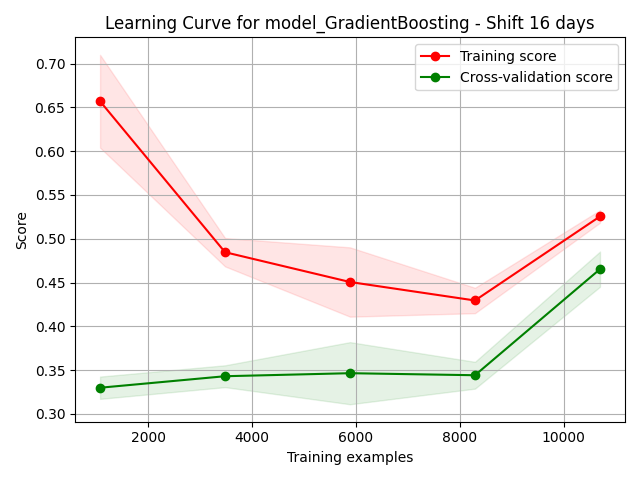 Learning Curve for model_GradientBoosting - Shift 16 days
Training score
Cross-validation score
Score
0.70
0.65
0.60
0.55
0.50
0.45
0.40
0.35
0.30
2000
4000
6000
8000
10000
Training examples